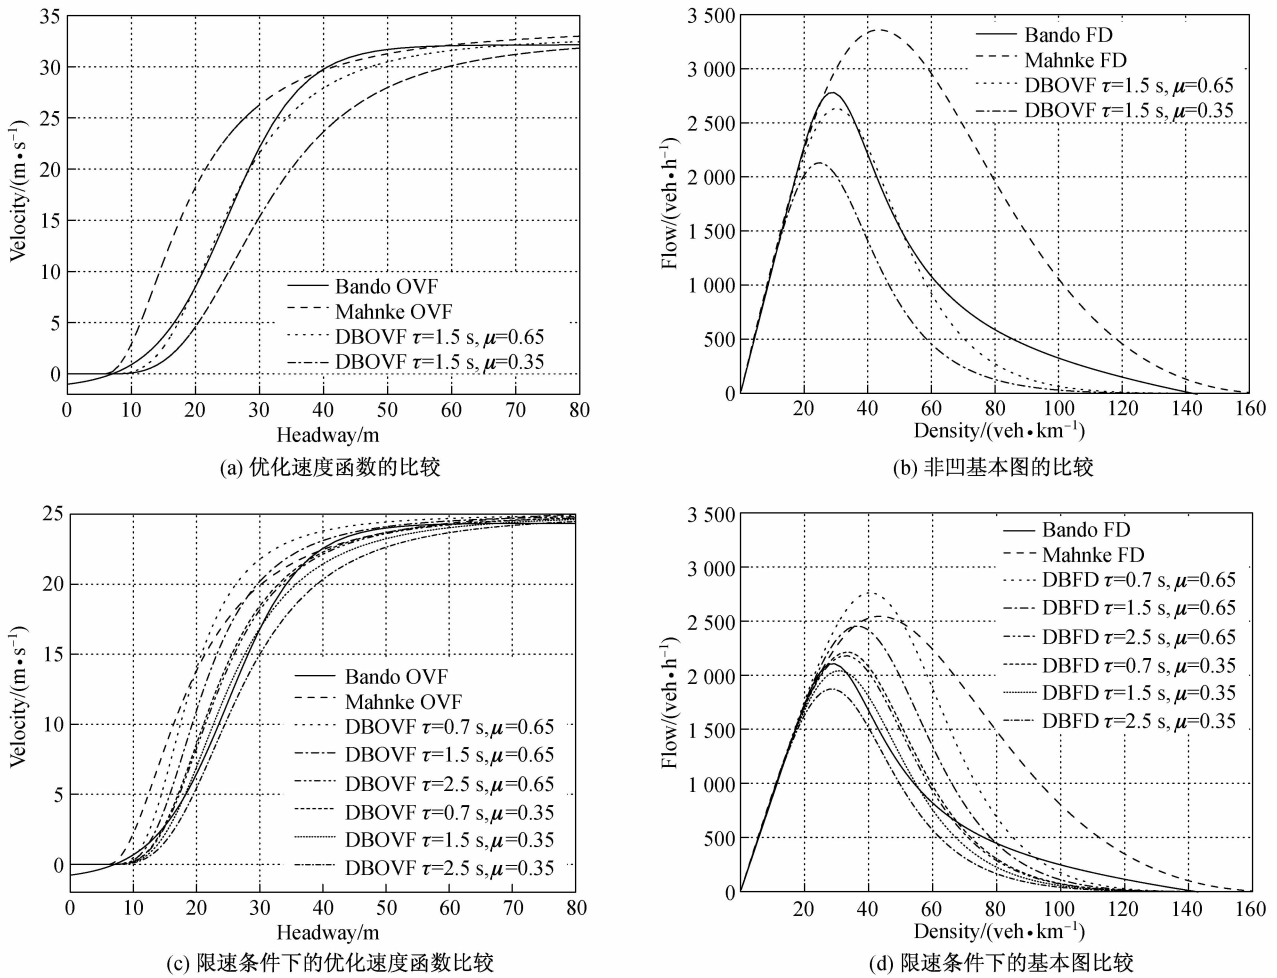 35
30
25
20
15
10
5
0
Velocity/(m•s⁻¹)
Bando OVF
Mahnke OVF
DBOVF τ=1.5 s, μ=0.65
DBOVF τ=1.5 s, μ=0.35
0 10 20 30 40 50 60 70 80
Headway/m
(a) 优化速度函数的比较
3 500
3 000
2 500
2 000
1 500
1 000
500
0
Flow/(veh•h⁻¹)
Bando FD
Mahnke FD
DBOVF τ=1.5 s, μ=0.65
DBOVF τ=1.5 s, μ=0.35
20 40 60 80 100 120 140 160
Density/(veh•km⁻¹)
(b) 非凹基本图的比较
25
20
15
10
5
0
Velocity/(m•s⁻¹)
Bando OVF
Mahnke OVF
DBOVF τ=0.7 s,μ=0.65
DBOVF τ=1.5 s,μ=0.65
DBOVF τ=2.5 s,μ=0.65
DBOVF τ=0.7 s,μ=0.35
DBOVF τ=1.5 s,μ=0.35
DBOVF τ=2.5 s,μ=0.35
0 10 20 30 40 50 60 70 80
Headway/m
(c) 限速条件下的优化速度函数比较
3 500
3 000
2 500
2 000
1 500
1 000
500
0
Flow/(veh•h⁻¹)
Bando FD
Mahnke FD
DBFD τ=0.7 s, μ=0.65
DBFD τ=1.5 s, μ=0.65
DBFD τ=2.5 s, μ=0.65
DBFD τ=0.7 s, μ=0.35
DBFD τ=1.5 s, μ=0.35
DBFD τ=2.5 s, μ=0.35
20 40 60 80 100 120 140 160
Density/(veh•km⁻¹)
(d) 限速条件下的基本图比较